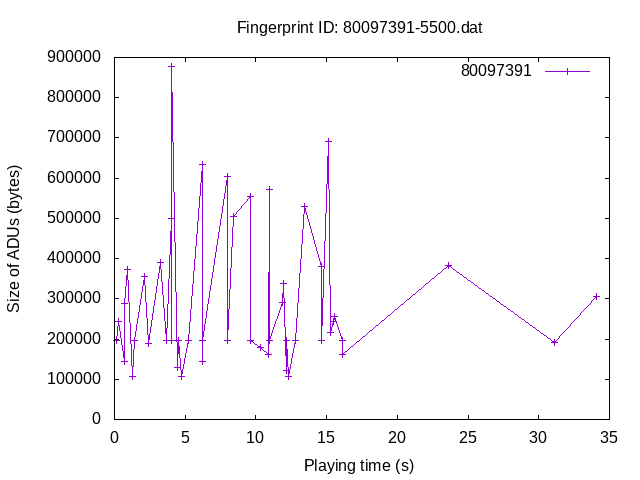 Fingerprint ID: 80097391-5500.dat
80097391
900000
800000
700000
600000
500000
400000
300000
200000
100000
0
Size of ADUs (bytes)
0 5 10 15 20 25 30 35
Playing time (s)